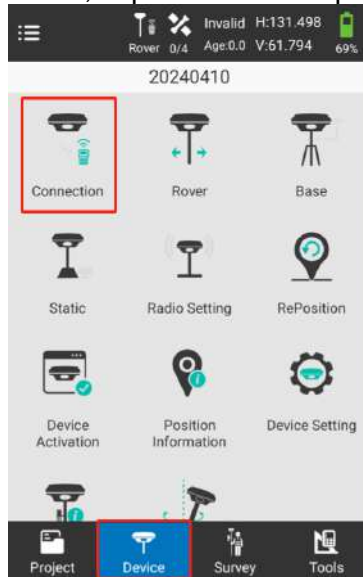 Invalid H:131.498
Rover 0/4 Age:0.0 V:61.794 69%
20240410
Connection Rover Base
Static Radio Setting RePosition
Device Position Device Setting
Activation Information
Project Device Survey Tools